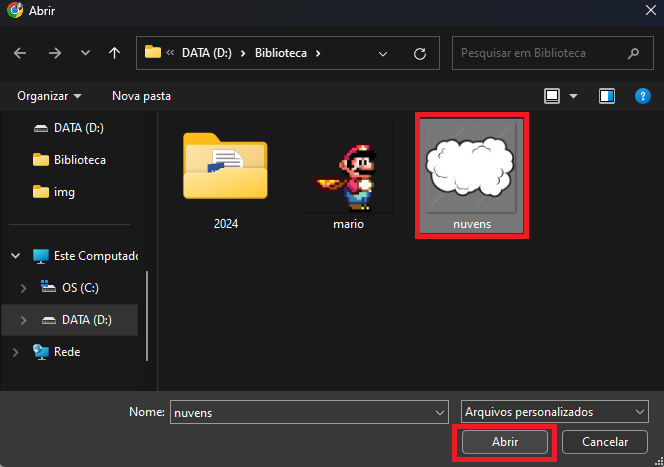 Abrir
DATA (D:) Biblioteca
Pesquisar em Biblioteca
Organizar
Nova pasta
?
DATA (D:)
Biblioteca
img
Este Computado
OS (C:)
DATA (D:)
Rede
2024
mario
nuvens
Nome:
nuvens
Arquivos personalizados
Abrir
Cancelar